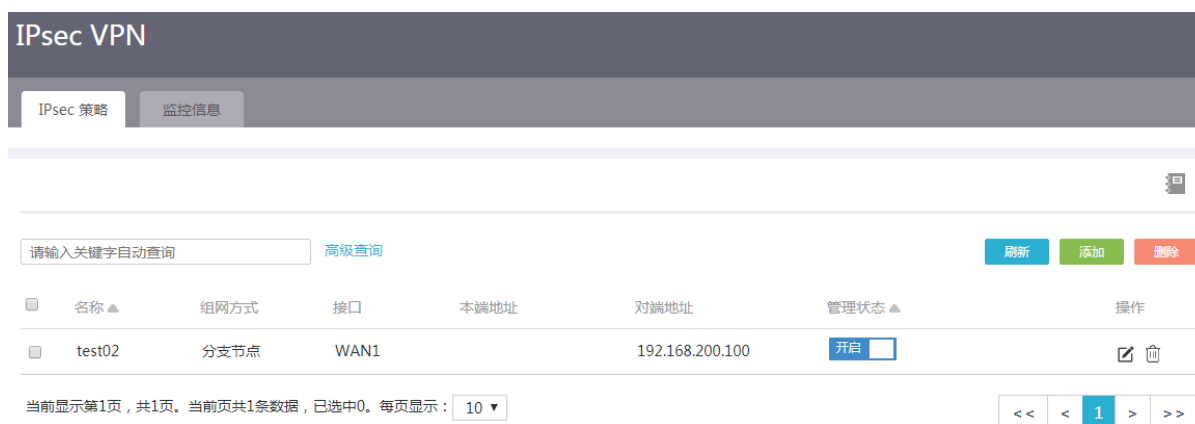 IPsec VPN
IPsec 策略 监控信息
请输入关键字自动查询 高级查询 刷新 添加 删除
名称 组网方式 接口 本端地址 对端地址 管理状态 操作
test02 分支节点 WAN1 192.168.200.100 开启
当前显示第1页，共1页。当前页共1条数据，已选中0。每页显示： 10 << < 1 > >>